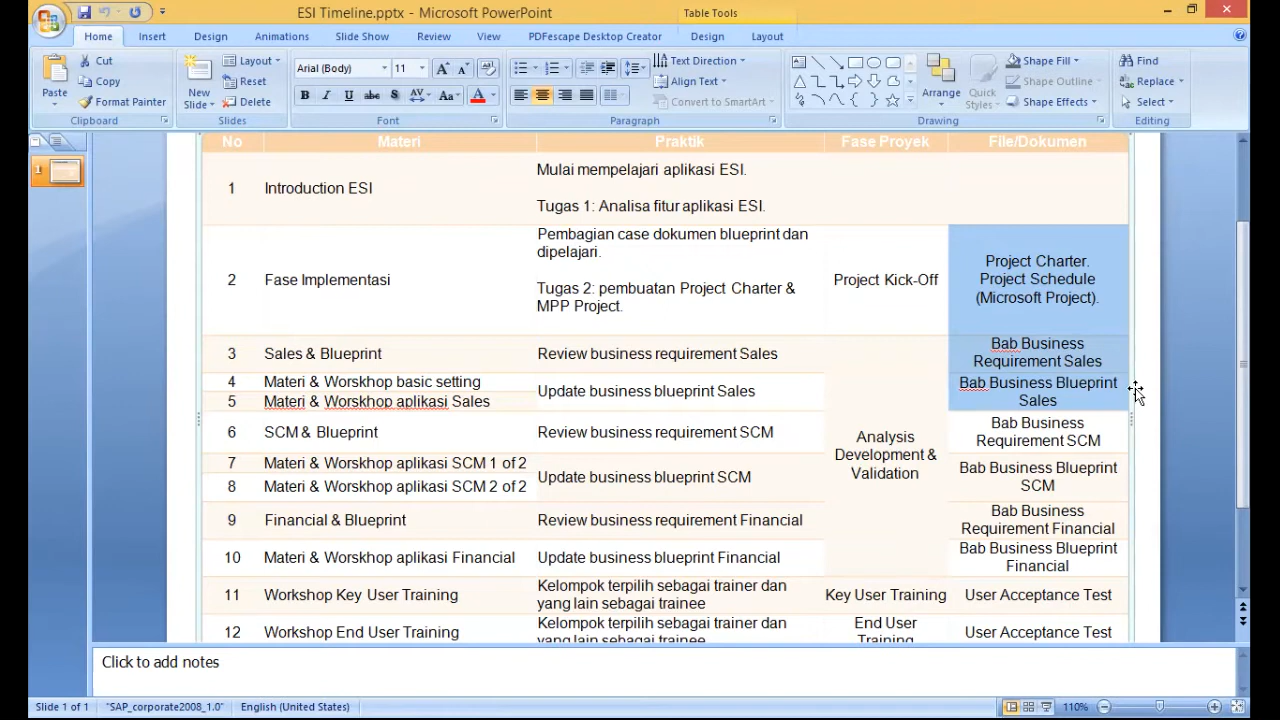 ESI Timeline.pptx - Microsoft PowerPoint
Table Tools
Home Insert Design Animations Slide Show Review View PDFescape Desktop Creator Design Layout
Paste
Cut
Copy
Format Painter
Clipboard
New Slide
Layout
Reset
Delete
Slides
Arial (Body) 11
B I U abc AV Aa A
Font
Text Direction
Align Text
Convert to SmartArt
Paragraph
Arrange
Quick Styles
Shape Fill
Shape Outline
Shape Effects
Drawing
Find
Replace
Select
Editing
1
No Materi Praktik Fase Proyek File/Dokumen
1 Introduction ESI
Mulai mempelajari aplikasi ESI.
Tugas 1: Analisa fitur aplikasi ESI.
2 Fase Implementasi
Pembagian case dokumen blueprint dan
dipelajari.
Tugas 2: pembuatan Project Charter &
MPP Project.
Project Kick-Off
Project Charter.
Project Schedule
(Microsoft Project).
3 Sales & Blueprint Review business requirement Sales
Bab Business
Requirement Sales
4 Materi & Worskhop basic setting
5 Materi & Worskhop aplikasi Sales
Update business blueprint Sales
Bab Business Blueprint
Sales
6 SCM & Blueprint Review business requirement SCM
Analysis
Development &
Validation
Bab Business
Requirement SCM
7 Materi & Worskhop aplikasi SCM 1 of 2
8 Materi & Worskhop aplikasi SCM 2 of 2
Update business blueprint SCM
Bab Business Blueprint
SCM
9 Financial & Blueprint Review business requirement Financial
Bab Business
Requirement Financial
10 Materi & Worskhop aplikasi Financial Update business blueprint Financial
Bab Business Blueprint
Financial
11 Workshop Key User Training
Kelompok terpilih sebagai trainer dan
yang lain sebagai trainee
Key User Training User Acceptance Test
12 Workshop End User Training
Kelompok terpilih sebagai trainer dan
yang lain sebagai trainee
End User
Training
User Acceptance Test
Click to add notes
Slide 1 of 1 "SAP_corporate2008_1.0" English (United States) 110%